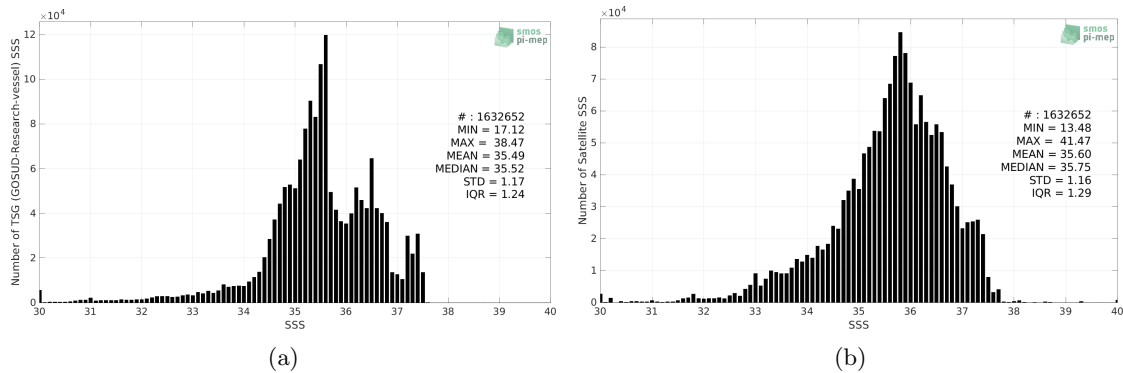 ×10⁴
12
10
8
6
4
2
0
30
31
32
33
34
35
36
37
38
39
40
SSS
Number of TSG (GOSUD-Research-vessel) SSS
smos
pi-mep
# : 1632652
MIN = 17.12
MAX = 38.47
MEAN = 35.49
MEDIAN = 35.52
STD = 1.17
IQR = 1.24
(a)
×10⁴
8
7
6
5
4
3
2
1
0
30
31
32
33
34
35
36
37
38
39
40
SSS
Number of Satellite SSS
smos
pi-mep
# : 1632652
MIN = 13.48
MAX = 41.47
MEAN = 35.60
MEDIAN = 35.75
STD = 1.16
IQR = 1.29
(b)